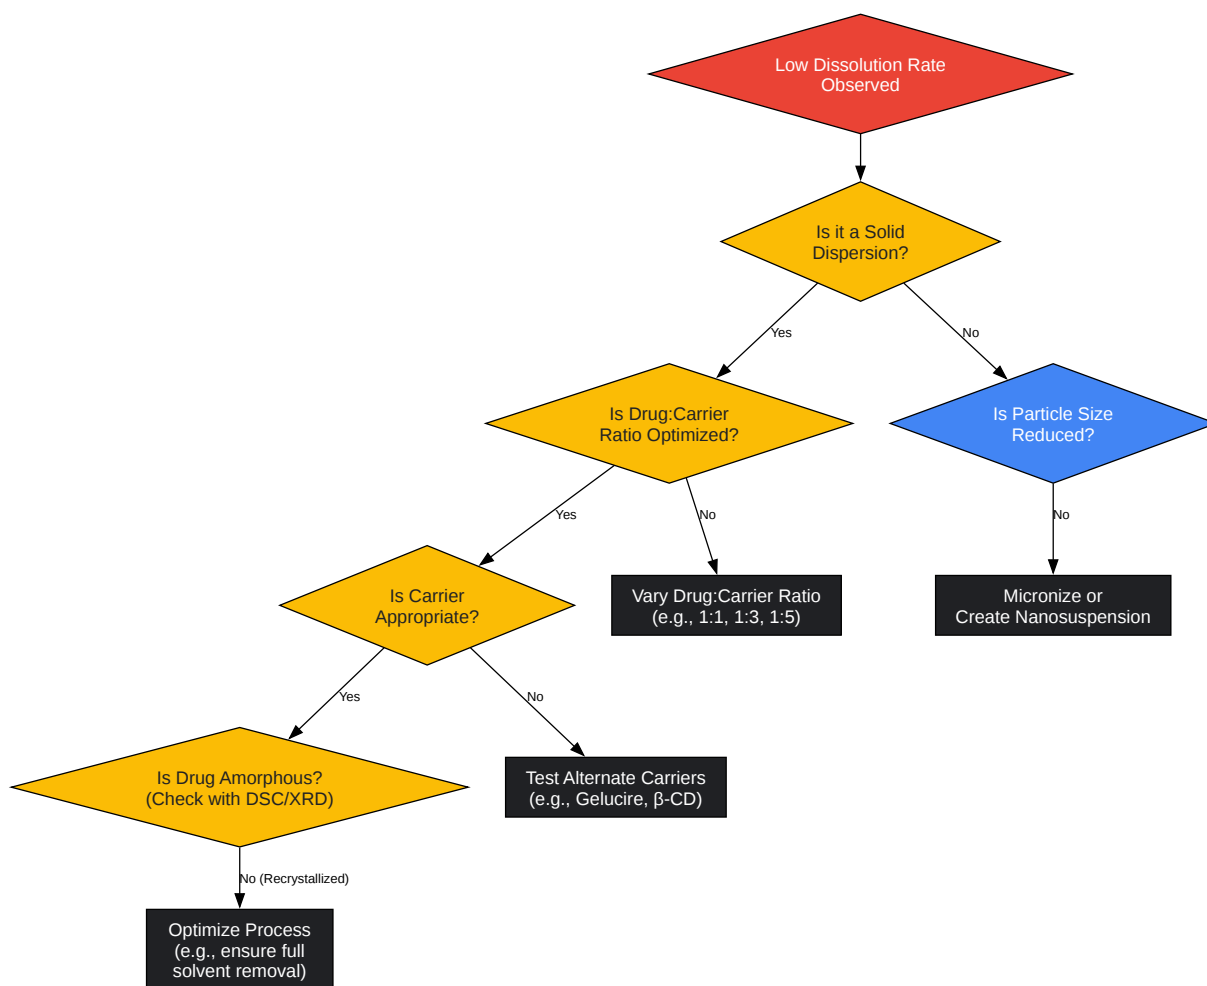 Low Dissolution Rate
Observed
Is it a Solid
Dispersion?
Yes
No
Is Drug:Carrier
Ratio Optimized?
Is Particle Size
Reduced?
Yes
No
No
Is Carrier
Appropriate?
Vary Drug:Carrier Ratio
(e.g., 1:1, 1:3, 1:5)
Micronize or
Create Nanosuspension
Yes
No
Is Drug Amorphous?
(Check with DSC/XRD)
Test Alternate Carriers
(e.g., Gelucire, β-CD)
No (Recrystallized)
Optimize Process
(e.g., ensure full
solvent removal)